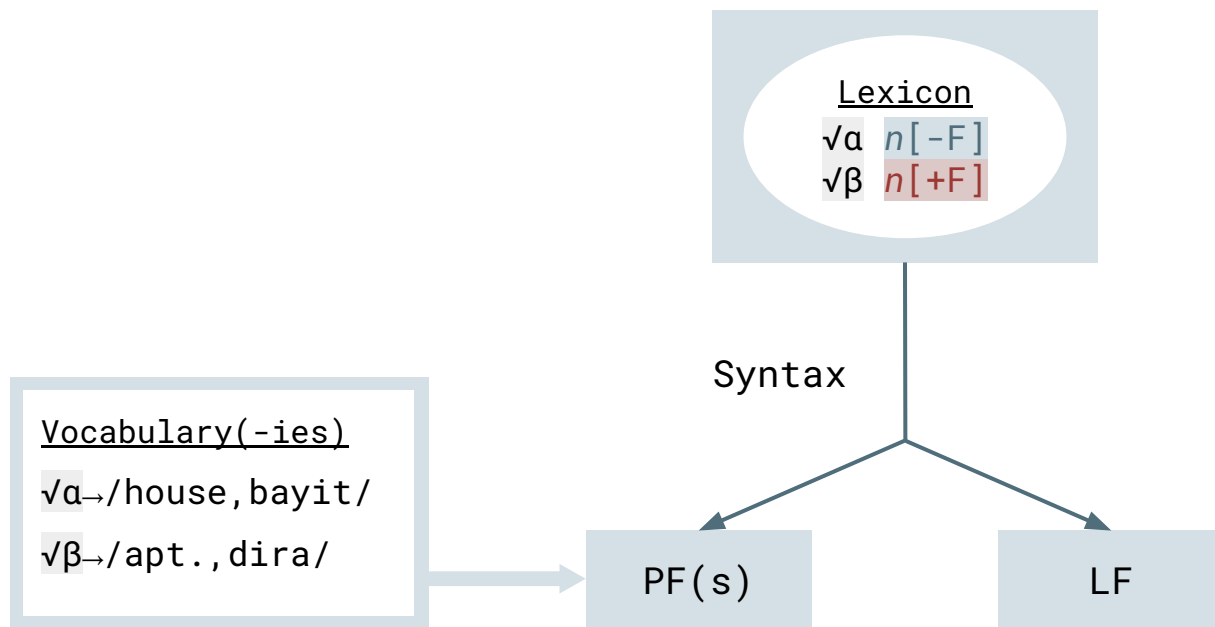 Lexicon
√α n[-F]
√β n[+F]
Syntax
Vocabulary(-ies)
√α→/house,bayit/
√β→/apt.,dira/
PF(s)
LF